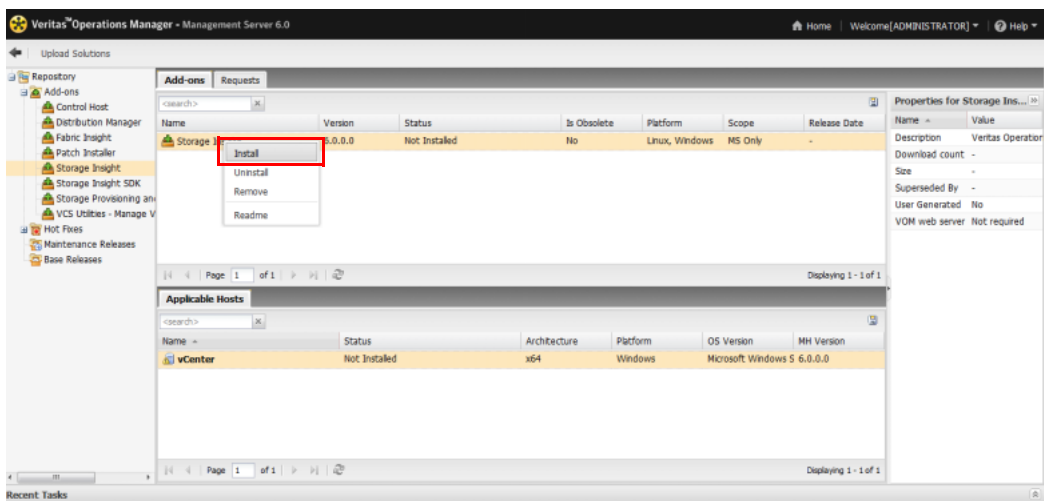 Veritas™Operations Manager - Management Server 6.0
Home | Welcome[ADMINISTRATOR] | Help
Upload Solutions
Repository
Add-ons
Control Host
Distribution Manager
Fabric Insight
Patch Installer
Storage Insight
Storage Insight SDK
Storage Provisioning an
VCS Utilities - Manage V
Hot Fixes
Maintenance Releases
Base Releases
Add-ons Requests
<search>
Name Version Status Is Obsolete Platform Scope Release Date
Storage 6.0.0.0 Not Installed No Linux, Windows MS Only -
Install
Uninstall
Remove
Readme
Page 1 of 1 Displaying 1 - 1 of 1
Applicable Hosts
<search>
Name Status Architecture Platform OS Version MH Version
vCenter Not Installed x64 Windows Microsoft Windows S 6.0.0.0
Page 1 of 1 Displaying 1 - 1 of 1
Properties for Storage Ins...
Name Value
Description Veritas Operation
Download count -
Size -
Superseded By -
User Generated No
VOM web server Not required
Recent Tasks